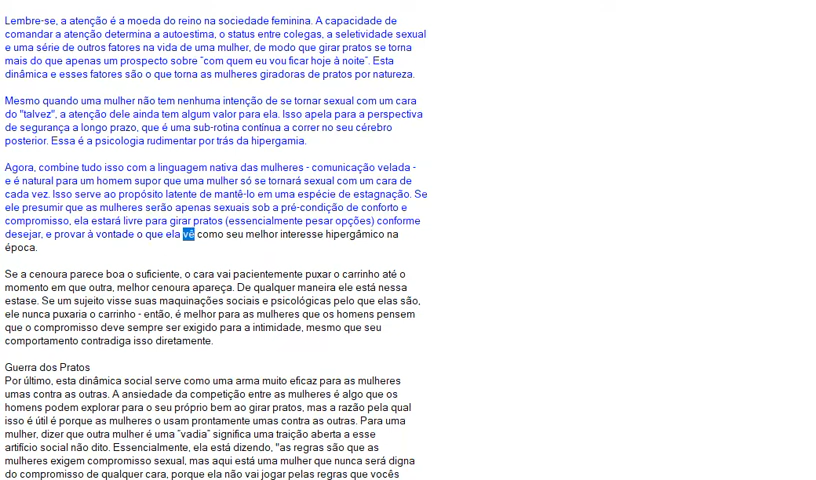 Lembre-se, a atenção é a moeda do reino na sociedade feminina. A capacidade de
comandar a atenção determina a autoestima, o status entre colegas, a seletividade sexual
e uma série de outros fatores na vida de uma mulher, de modo que girar pratos se torna
mais do que apenas um prospecto sobre “com quem eu vou ficar hoje à noite”. Esta
dinâmica e esses fatores são o que torna as mulheres giradoras de pratos por natureza.

Mesmo quando uma mulher não tem nenhuma intenção de se tornar sexual com um cara
do "talvez", a atenção dele ainda tem algum valor para ela. Isso apela para a perspectiva
de segurança a longo prazo, que é uma sub-rotina contínua a correr no seu cérebro
posterior. Essa é a psicologia rudimentar por trás da hipergamia.

Agora, combine tudo isso com a linguagem nativa das mulheres - comunicação velada -
e é natural para um homem supor que uma mulher só se tornará sexual com um cara de
cada vez. Isso serve ao propósito latente de mantê-lo em uma espécie de estagnação. Se
ele presumir que as mulheres serão apenas sexuais sob a pré-condição de conforto e
compromisso, ela estará livre para girar pratos (essencialmente pesar opções) conforme
desejar, e provar à vontade o que ela vê como seu melhor interesse hipergâmico na
época.

Se a cenoura parece boa o suficiente, o cara vai pacientemente puxar o carrinho até o
momento em que outra, melhor cenoura apareça. De qualquer maneira ele está nessa
estase. Se um sujeito visse suas maquinações sociais e psicológicas pelo que elas são,
ele nunca puxaria o carrinho - então, é melhor para as mulheres que os homens pensem
que o compromisso deve sempre ser exigido para a intimidade, mesmo que seu
comportamento contradiga isso diretamente.

Guerra dos Pratos
Por último, esta dinâmica social serve como uma arma muito eficaz para as mulheres
umas contra as outras. A ansiedade da competição entre as mulheres é algo que os
homens podem explorar para o seu próprio bem ao girar pratos, mas a razão pela qual
isso é útil é porque as mulheres o usam prontamente umas contra as outras. Para uma
mulher, dizer que outra mulher é uma “vadia” significa uma traição aberta a esse
artifício social não dito. Essencialmente, ela está dizendo, "as regras são que as
mulheres exigem compromisso sexual, mas aqui está uma mulher que nunca será digna
do compromisso de qualquer cara, porque ela não vai jogar pelas regras que vocês